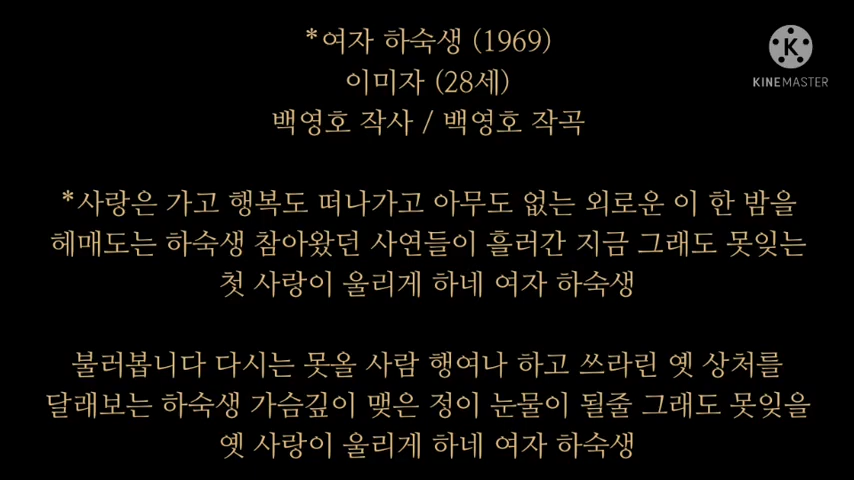 *여자 하숙생 (1969)
이미자 (28세)
백영호 작사 / 백영호 작곡
K
KINEMASTER
*사랑은 가고 행복도 떠나가고 아무도 없는 외로운 이 한 밤을
헤매도는 하숙생 참아왔던 사연들이 흘러간 지금 그래도 못잊는
첫 사랑이 울리게 하네 여자 하숙생
불러봅니다 다시는 못올 사람 행여나 하고 쓰라린 옛 상처를
달래보는 하숙생 가슴깊이 맺은 정이 눈물이 될줄 그래도 못잊을
옛 사랑이 울리게 하네 여자 하숙생